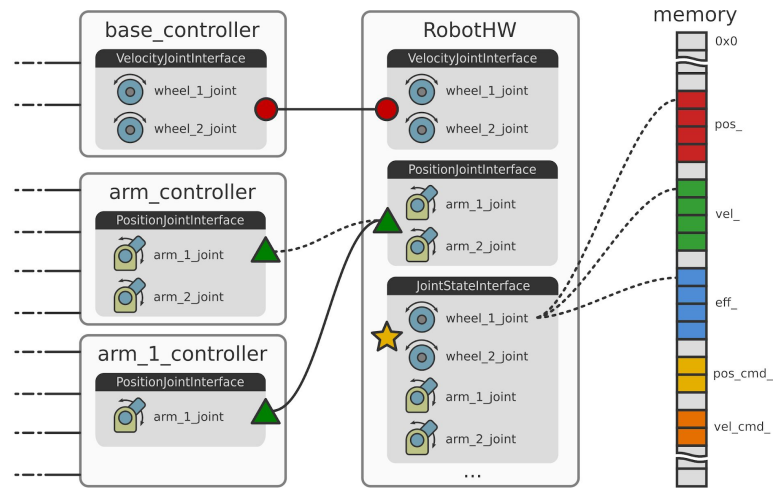 base_controller
VelocityJointInterface
wheel_1_joint
wheel_2_joint
arm_controller
PositionJointInterface
arm_1_joint
arm_2_joint
arm_1_controller
PositionJointInterface
arm_1_joint
RobotHW
VelocityJointInterface
wheel_1_joint
wheel_2_joint
PositionJointInterface
arm_1_joint
arm_2_joint
JointStateInterface
wheel_1_joint
wheel_2_joint
arm_1_joint
arm_2_joint
...
memory
0x0
pos_
vel_
eff_
pos_cmd_
vel_cmd_